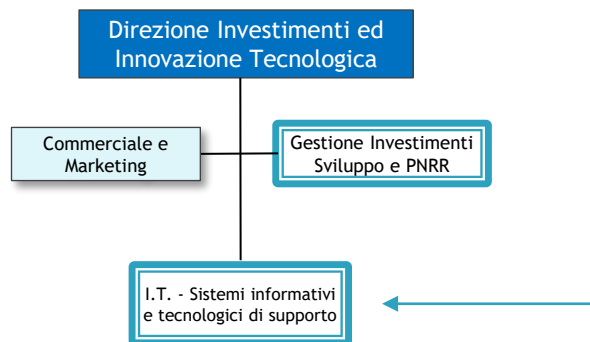 Direzione Investimenti ed
Innovazione Tecnologica
Commerciale e
Marketing
Gestione Investimenti
Sviluppo e PNRR
I.T. - Sistemi informativi
e tecnologici di supporto